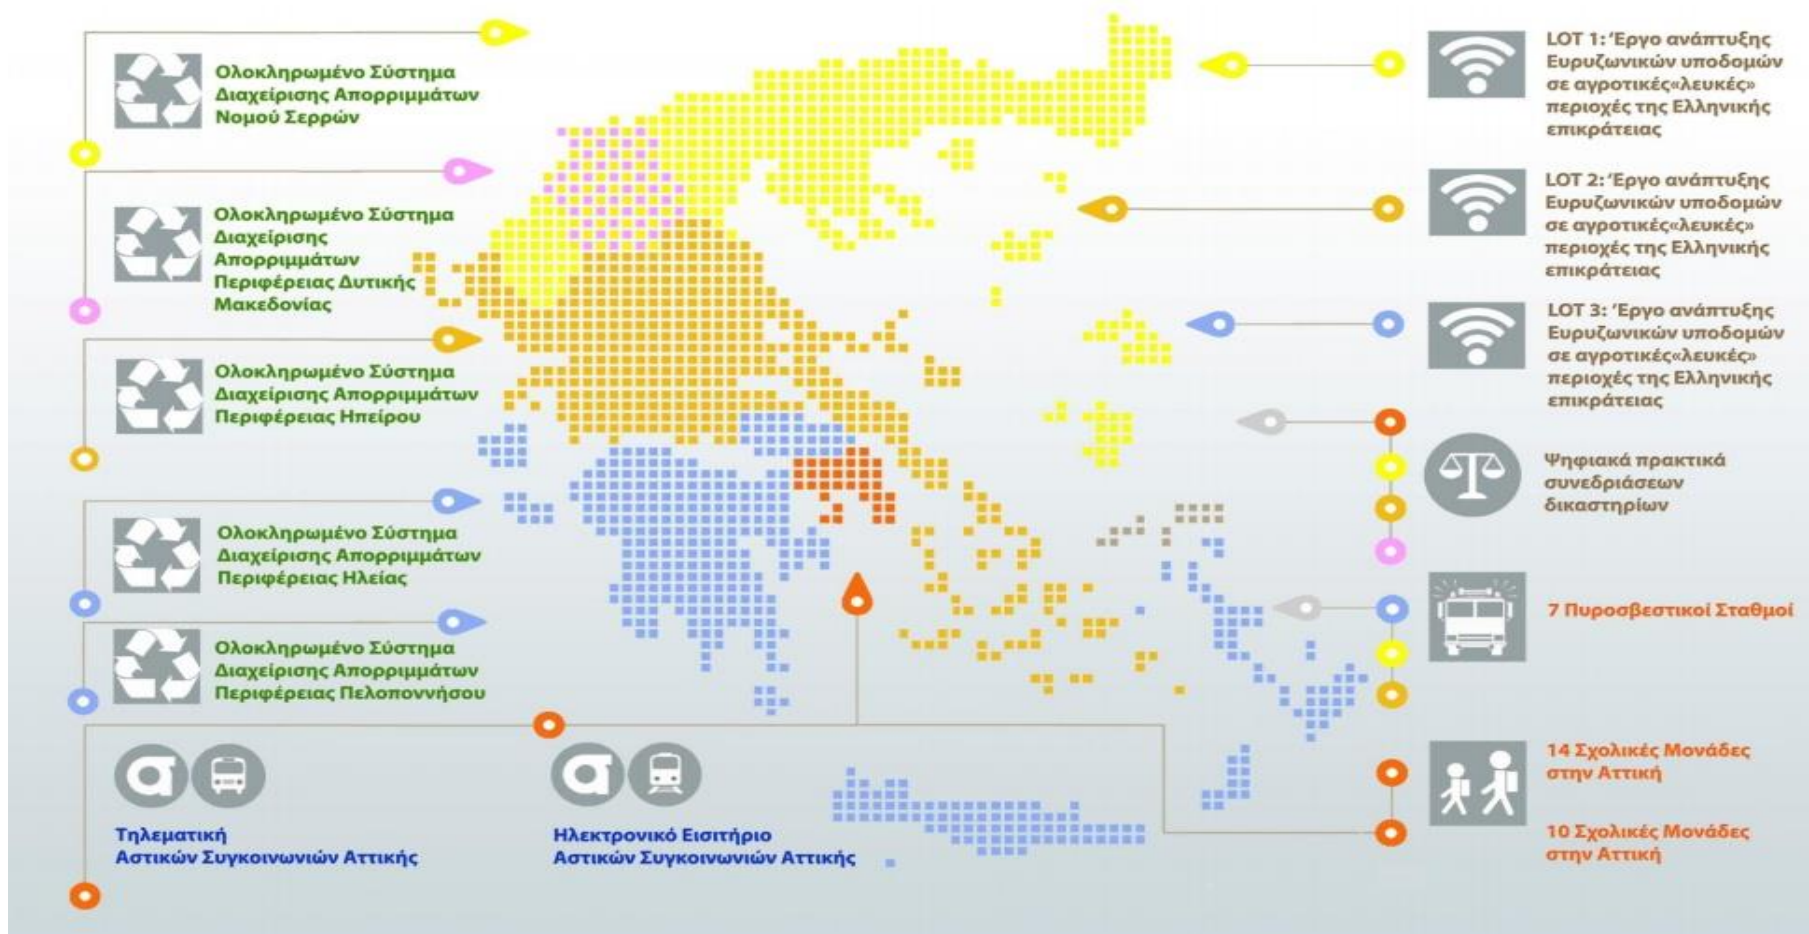 Ολοκληρωμένο Σύστημα
Διαχείρισης Απορριμμάτων
Νομού Σερρών
Ολοκληρωμένο Σύστημα
Διαχείρισης
Απορριμμάτων
Περιφέρειας Δυτικής
Μακεδονίας
Ολοκληρωμένο Σύστημα
Διαχείρισης Απορριμμάτων
Περιφέρειας Ηπείρου
Ολοκληρωμένο Σύστημα
Διαχείρισης Απορριμμάτων
Περιφέρειας Ηλείας
Ολοκληρωμένο Σύστημα
Διαχείρισης Απορριμμάτων
Περιφέρειας Πελοποννήσου
Τηλεματική
Αστικών Συγκοινωνιών Αττικής
Ηλεκτρονικό Εισιτήριο
Αστικών Συγκοινωνιών Αττικής
LOT 1: Έργο ανάπτυξης
Ευρυζωνικών υποδομών
σε αγροτικές«λευκές»
περιοχές της Ελληνικής
επικράτειας
LOT 2: Έργο ανάπτυξης
Ευρυζωνικών υποδομών
σε αγροτικές«λευκές»
περιοχές της Ελληνικής
επικράτειας
LOT 3: Έργο ανάπτυξης
Ευρυζωνικών υποδομών
σε αγροτικές«λευκές»
περιοχές της Ελληνικής
επικράτειας
Ψηφιακά πρακτικά
συνεδριάσεων
δικαστηρίων
7 Πυροσβεστικοί Σταθμοί
14 Σχολικές Μονάδες
στην Αττική
10 Σχολικές Μονάδες
στην Αττική